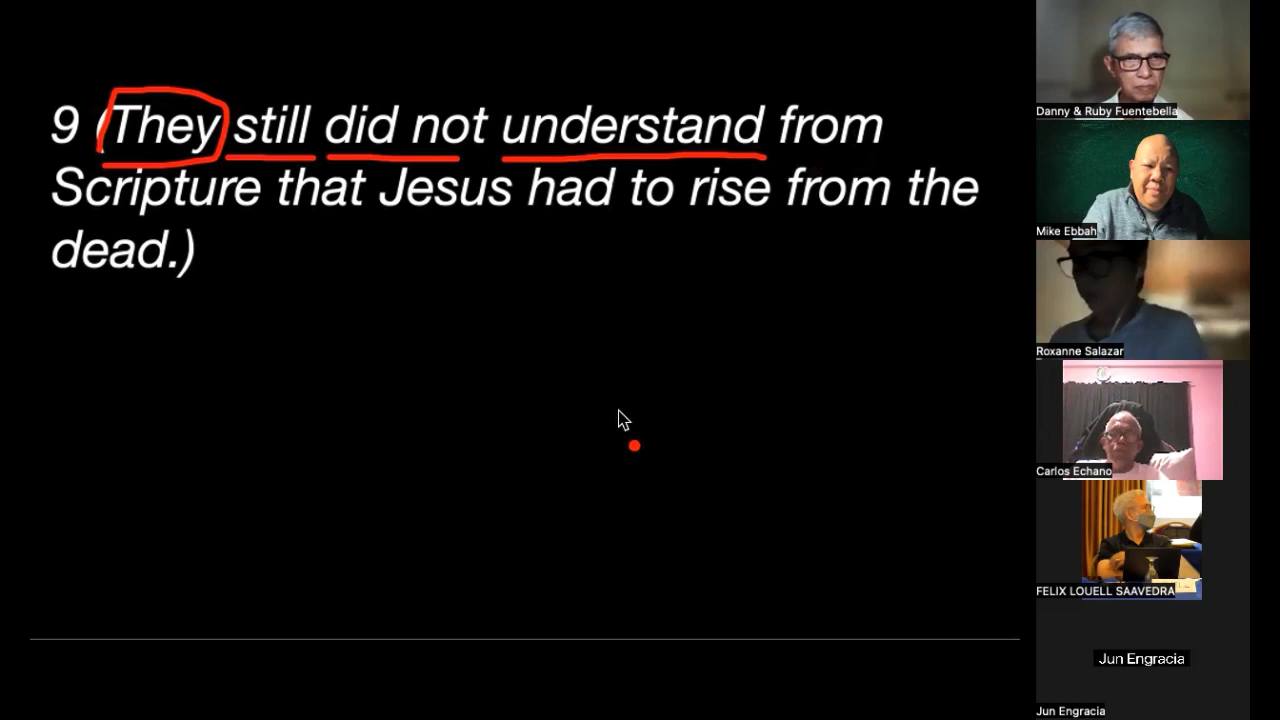 9 (They still did not understand from
Scripture that Jesus had to rise from the
dead.)
Danny & Ruby Fuentebella
Mike Ebbah
Roxanne Salazar
Carlos Echano
FELIX LOUELL SAAVEDRA
Jun Engracia
Jun Engracia